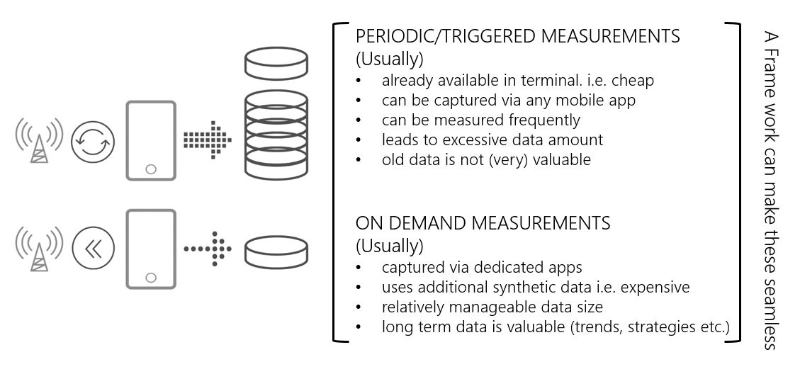 PERIODIC/TRIGGERED MEASUREMENTS
(Usually)
• already available in terminal. i.e. cheap
• can be captured via any mobile app
• can be measured frequently
• leads to excessive data amount
• old data is not (very) valuable
ON DEMAND MEASUREMENTS
(Usually)
• captured via dedicated apps
• uses additional synthetic data i.e. expensive
• relatively manageable data size
• long term data is valuable (trends, strategies etc.)
A Frame work can make these seamless